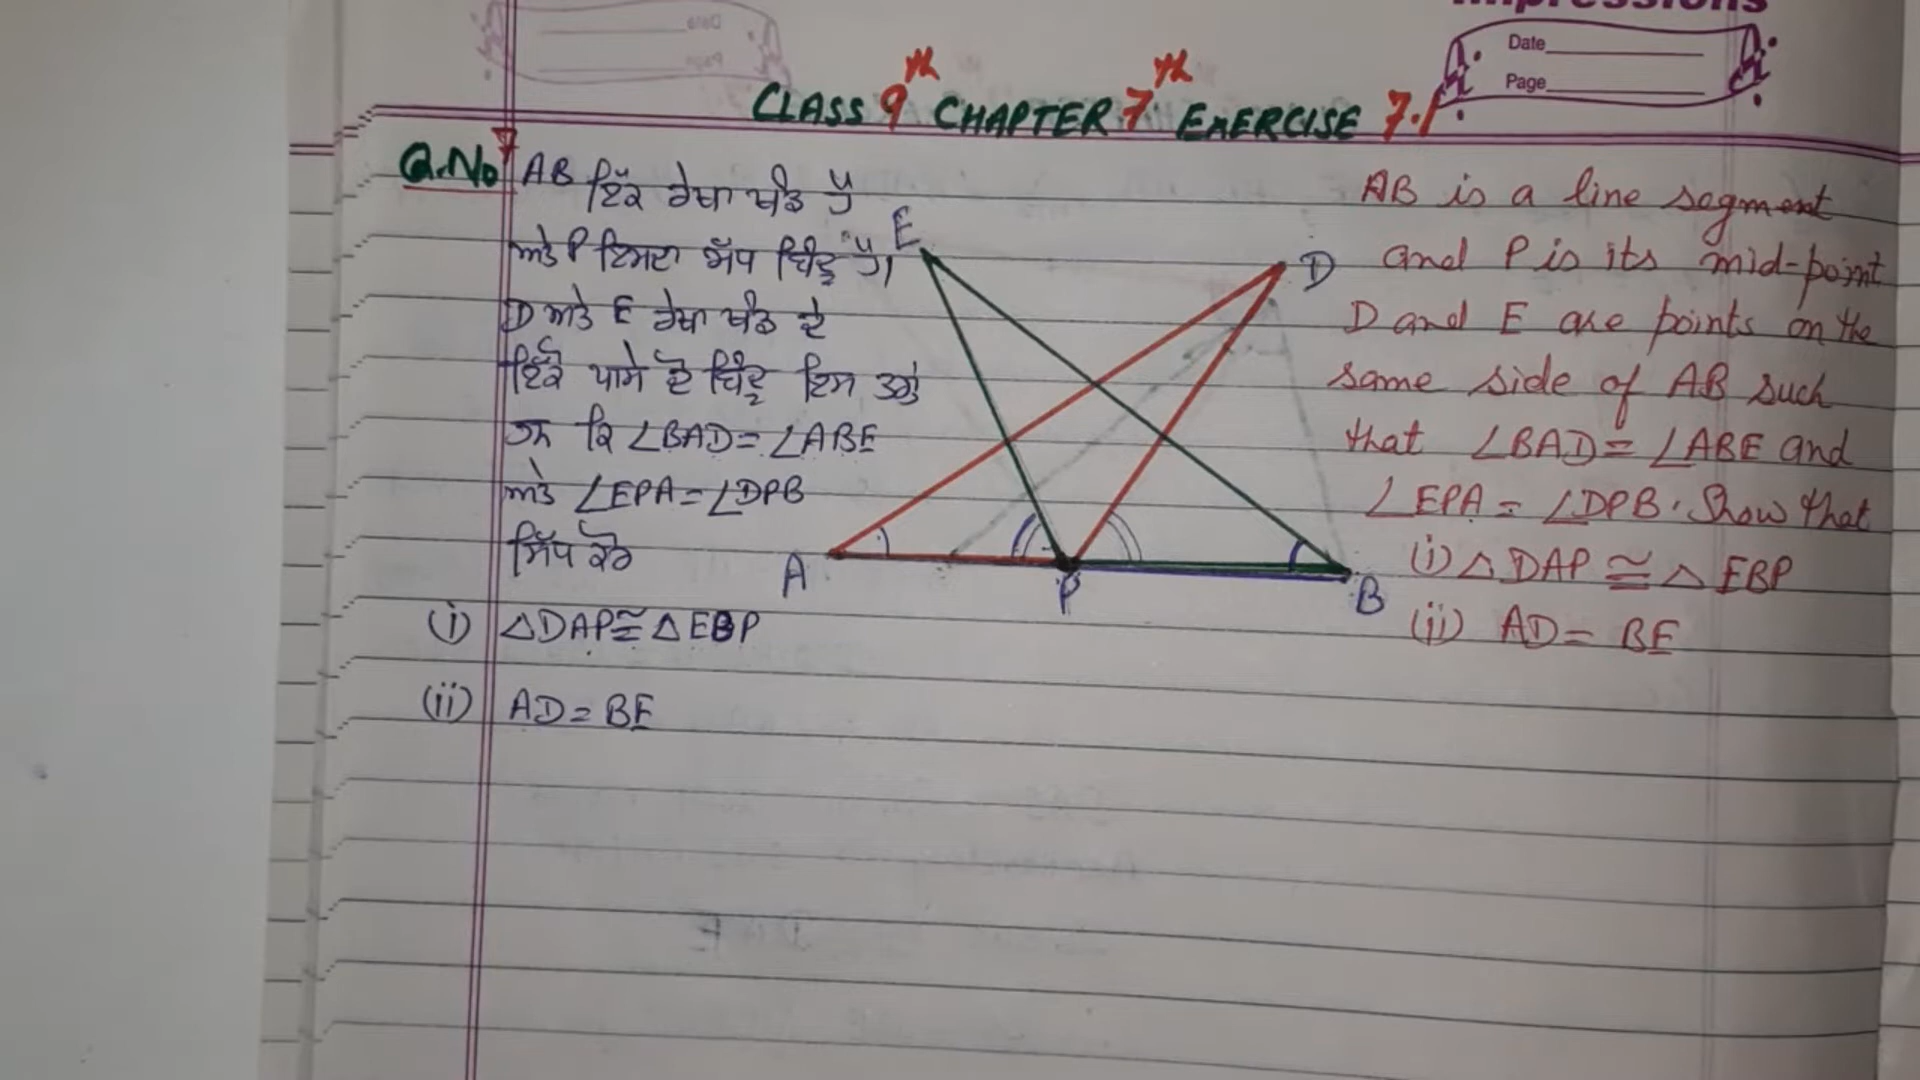 Impressions
Date
Page
CLASS 9th CHAPTER 7th EXERCISE 7.1
Q.No 7 AB ਇੱਕ ਰੇਖਾ ਖੰਡ ਹੈ
ਅਤੇ P ਇਸਦਾ ਮੱਧ ਬਿੰਦੂ ਹੈ।
D ਅਤੇ E ਰੇਖਾ ਖੰਡ ਦੇ
ਇੱਕੋ ਪਾਸੇ ਦੋ ਬਿੰਦੂ ਇਸ ਤਰ੍ਹਾਂ
ਹਨ ਕਿ ∠BAD = ∠ABE
ਅਤੇ ∠EPA = ∠DPB
ਸਿੱਧ ਕਰੋ
(i) △DAP ≅ △EBP
(ii) AD = BE
E
D
A
P
B
AB is a line segment
and P is its mid-point
D and E are points on the
same side of AB such
that ∠BAD = ∠ABE and
∠EPA = ∠DPB. Show that
(i) △ DAP ≅ △ EBP
(ii) AD = BE